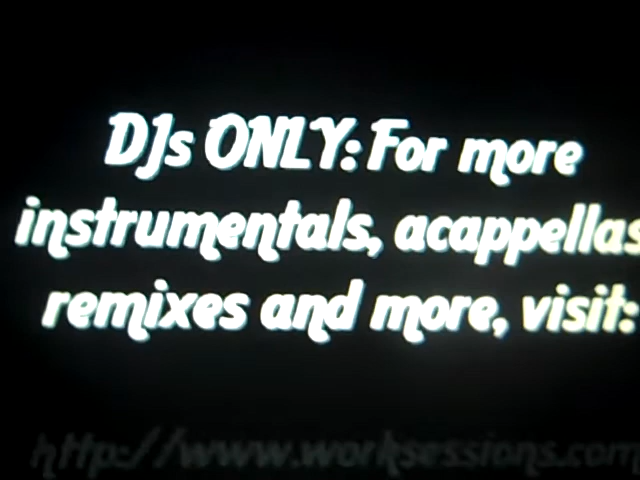 DJs ONLY: For more
instrumentals, acappellas
remixes and more, visit:
http://www.worksessions.com